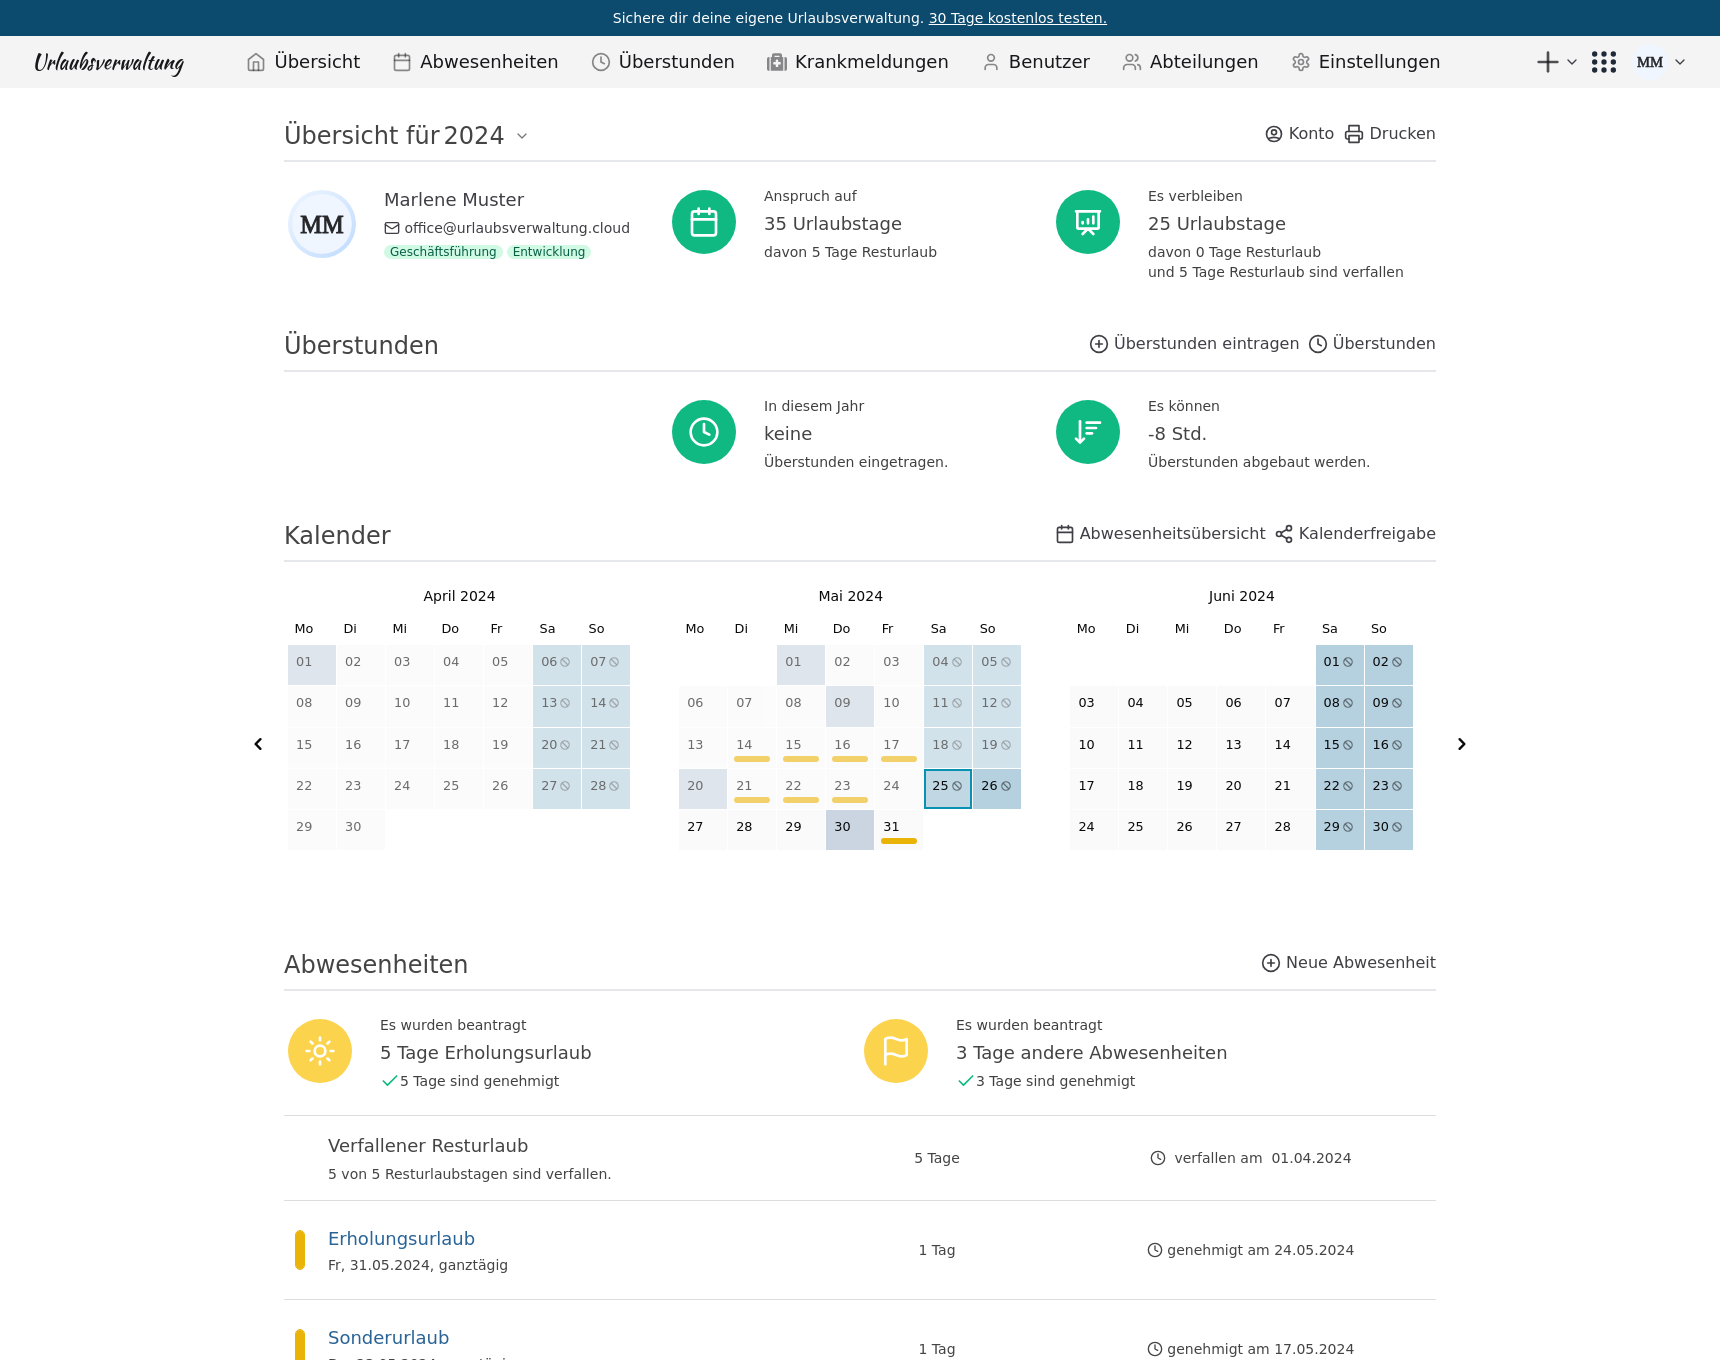 Sichere dir deine eigene Urlaubsverwaltung. 30 Tage kostenlos testen.
Urlaubsverwaltung Übersicht Abwesenheiten Überstunden Krankmeldungen Benutzer Abteilungen Einstellungen MM
Übersicht für 2024 Konto Drucken
MM
Marlene Muster
office@urlaubsverwaltung.cloud
Geschäftsführung Entwicklung
Anspruch auf
35 Urlaubstage
davon 5 Tage Resturlaub
Es verbleiben
25 Urlaubstage
davon 0 Tage Resturlaub
und 5 Tage Resturlaub sind verfallen
Überstunden Überstunden eintragen Überstunden
In diesem Jahr
keine
Überstunden eingetragen.
Es können
-8 Std.
Überstunden abgebaut werden.
Kalender Abwesenheitsübersicht Kalenderfreigabe
April 2024
Mo Di Mi Do Fr Sa So
01 02 03 04 05 06 07
08 09 10 11 12 13 14
15 16 17 18 19 20 21
22 23 24 25 26 27 28
29 30
Mai 2024
Mo Di Mi Do Fr Sa So
01 02 03 04 05
06 07 08 09 10 11 12
13 14 15 16 17 18 19
20 21 22 23 24 25 26
27 28 29 30 31
Juni 2024
Mo Di Mi Do Fr Sa So
01 02
03 04 05 06 07 08 09
10 11 12 13 14 15 16
17 18 19 20 21 22 23
24 25 26 27 28 29 30
Abwesenheiten Neue Abwesenheit
Es wurden beantragt
5 Tage Erholungsurlaub
5 Tage sind genehmigt
Es wurden beantragt
3 Tage andere Abwesenheiten
3 Tage sind genehmigt
Verfallener Resturlaub
5 von 5 Resturlaubstagen sind verfallen.
5 Tage
verfallen am 01.04.2024
Erholungsurlaub
Fr, 31.05.2024, ganztägig
1 Tag
genehmigt am 24.05.2024
Sonderurlaub
1 Tag
genehmigt am 17.05.2024